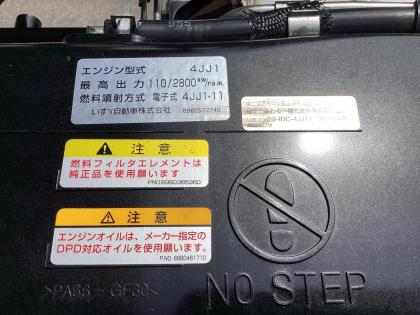 エンジン型式 4JJ1
最高出力 110/2800 kW/r.p.m.
燃料噴射方式 電子式 4JJ1-11
いすゞ自動車株式会社 8982572740
注意
燃料フィルタエレメントは
純正品を使用願います
P.NO.8980365360
注意
エンジンオイルは、メーカー指定の
DPD対応オイルを使用願います。
P.NO. 8980461710
NO STEP
>PA66-GF30<